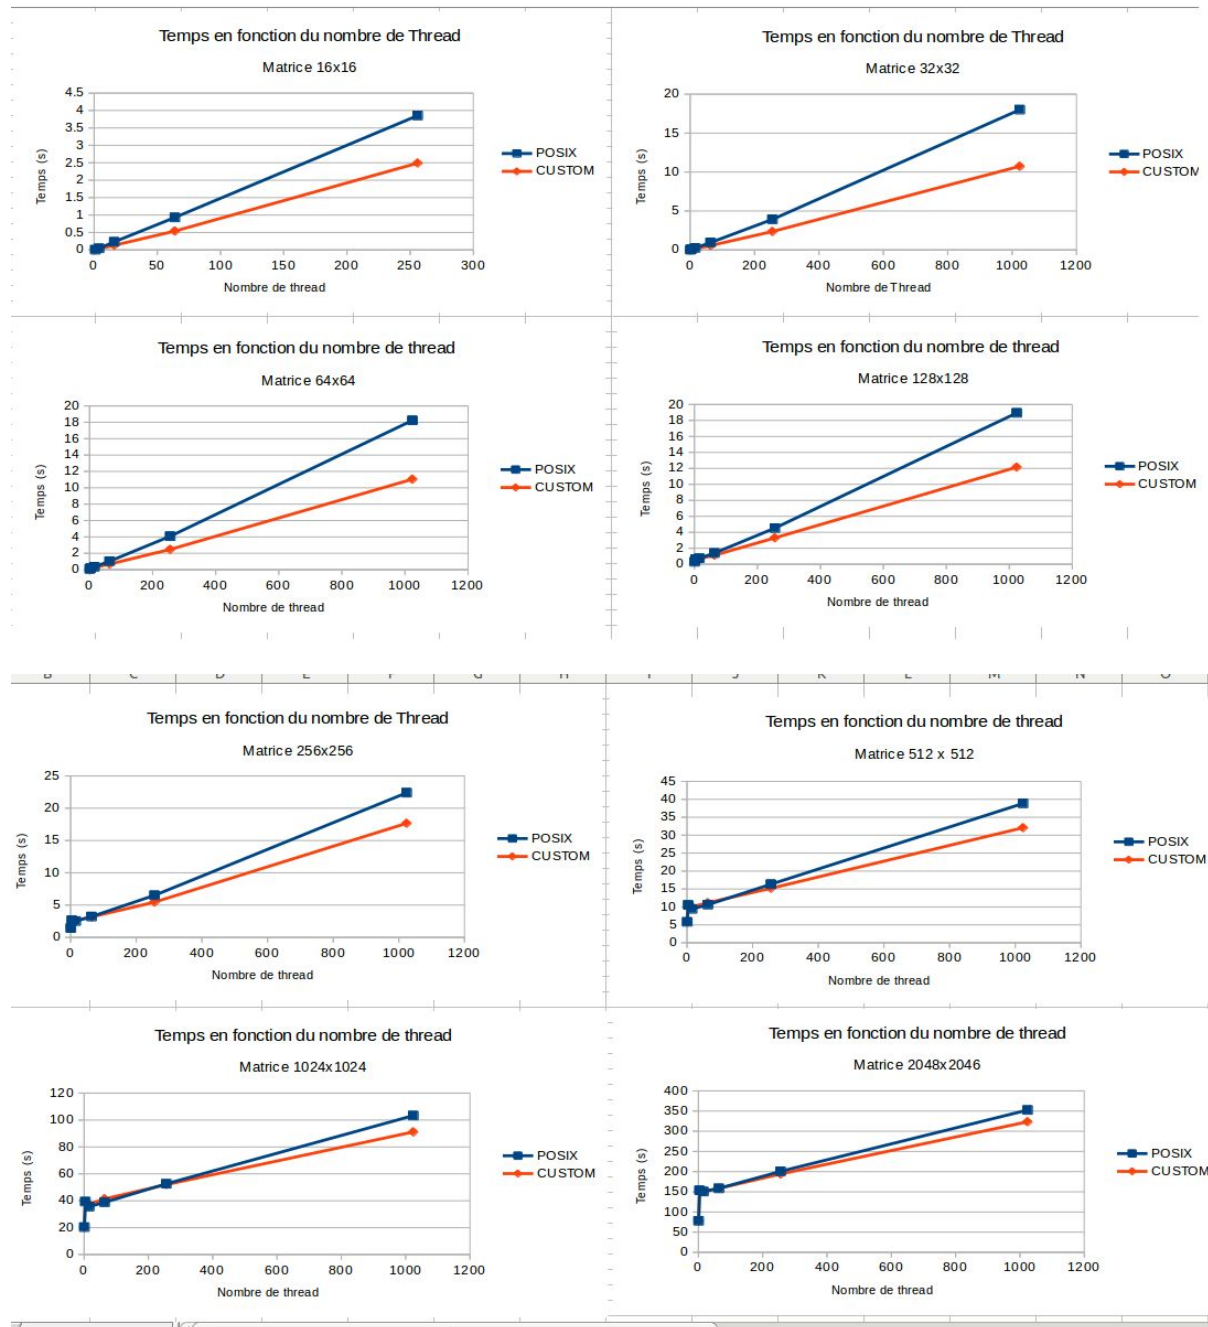 Temps en fonction du nombre de Thread
Matrice 16x16
4.5
4
3.5
3
2.5
2
1.5
1
0.5
0
Temps (s)
0 50 100 150 200 250 300
Nombre de thread
POSIX
CUSTOM
Temps en fonction du nombre de Thread
Matrice 32x32
20
15
10
5
0
Temps (s)
0 200 400 600 800 1000 1200
Nombre de Thread
POSIX
CUSTOM
Temps en fonction du nombre de thread
Matrice 64x64
20
18
16
14
12
10
8
6
4
2
0
Temps (s)
0 200 400 600 800 1000 1200
Nombre de thread
POSIX
CUSTOM
Temps en fonction du nombre de thread
Matrice 128x128
20
18
16
14
12
10
8
6
4
2
0
Temps (s)
0 200 400 600 800 1000 1200
Nombre de thread
POSIX
CUSTOM
Temps en fonction du nombre de Thread
Matrice 256x256
25
20
15
10
5
0
Temps (s)
0 200 400 600 800 1000 1200
Nombre de thread
POSIX
CUSTOM
Temps en fonction du nombre de thread
Matrice 512 x 512
45
40
35
30
25
20
15
10
5
0
Temps (s)
0 200 400 600 800 1000 1200
Nombre de thread
POSIX
CUSTOM
Temps en fonction du nombre de thread
Matrice 1024x1024
120
100
80
60
40
20
0
Temps (s)
0 200 400 600 800 1000 1200
Nombre de thread
POSIX
CUSTOM
Temps en fonction du nombre de thread
Matrice 2048x2046
400
350
300
250
200
150
100
50
0
Temps (s)
0 200 400 600 800 1000 1200
Nombre de thread
POSIX
CUSTOM